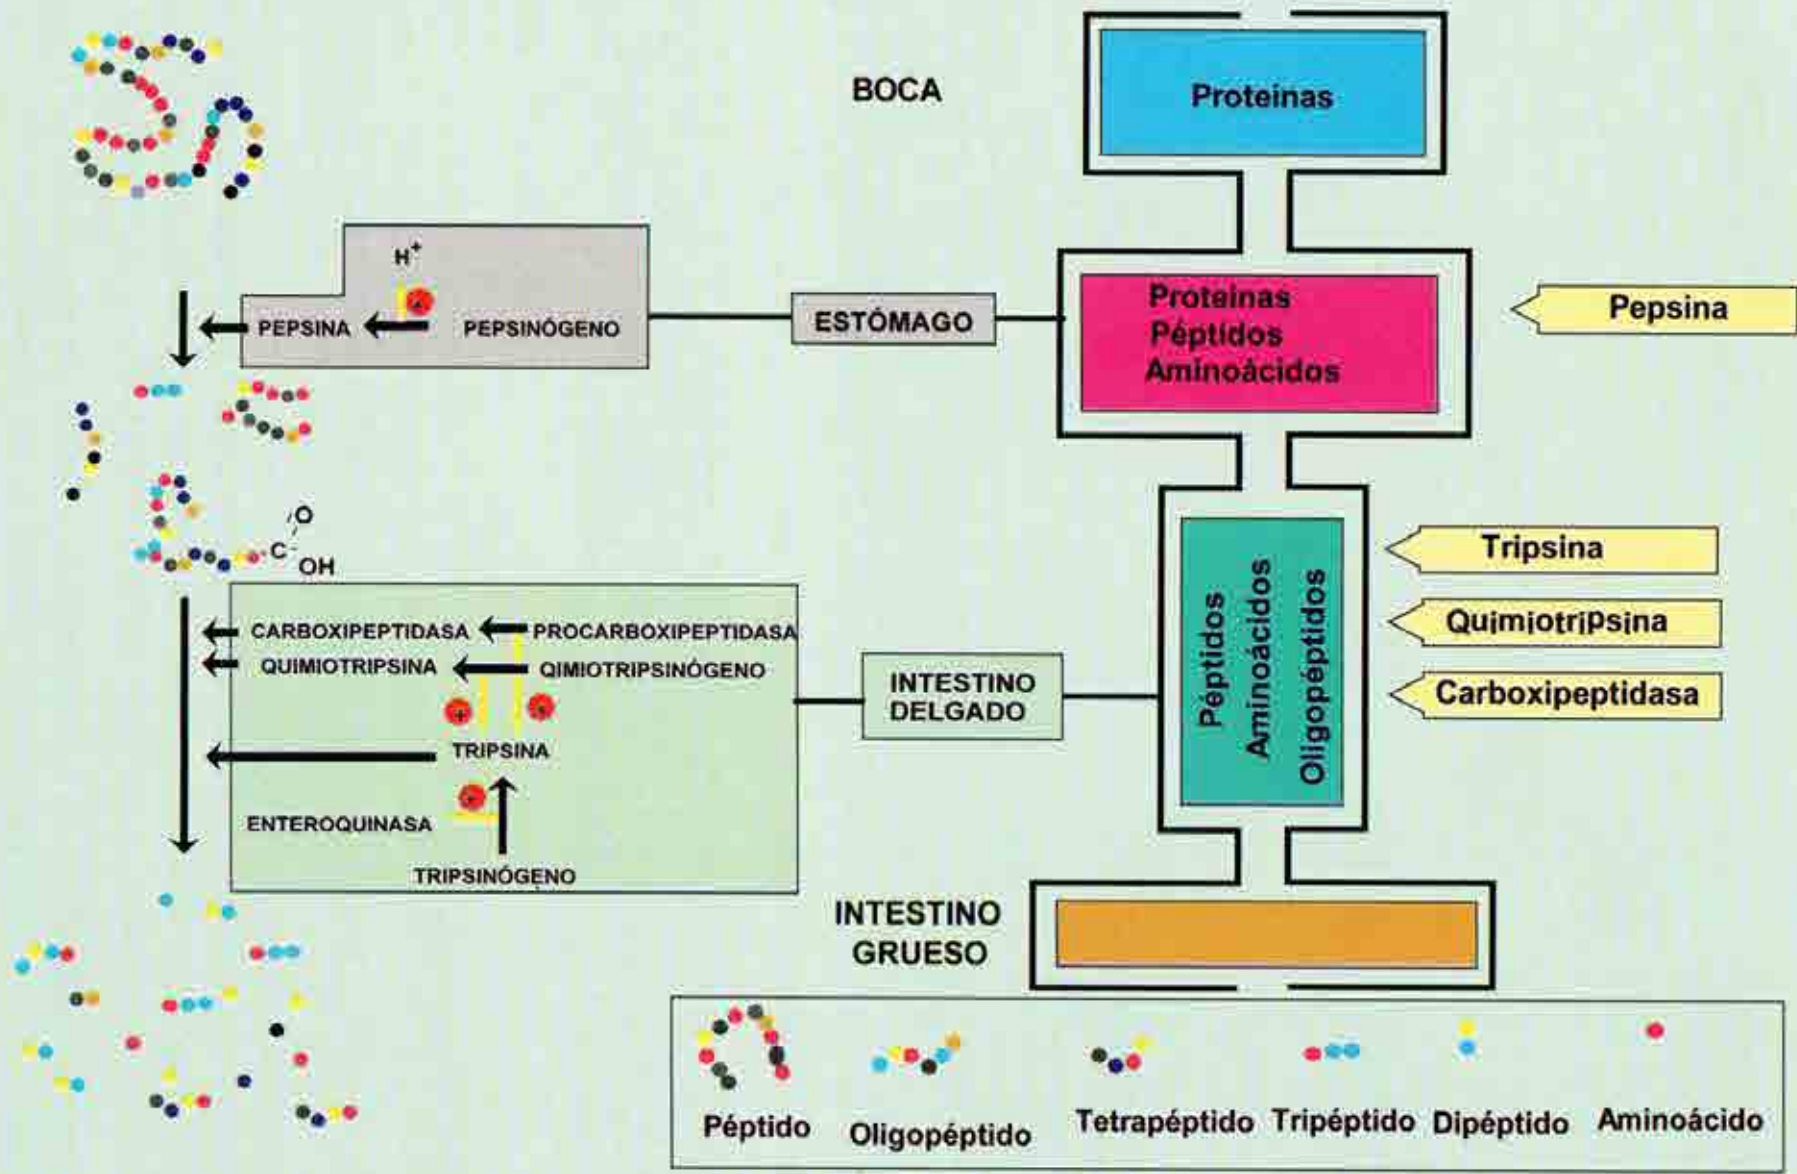 BOCA
Proteínas
H+
+
PEPSINA
PEPSINÓGENO
ESTÓMAGO
Proteínas
Péptidos
Aminoácidos
Pepsina
O
C
OH
CARBOXIPEPTIDASA
PROCARBOXIPEPTIDASA
QUIMIOTRIPSINA
QIMIOTRIPSINÓGENO
+
+
TRIPSINA
+
ENTEROQUINASA
TRIPSINÓGENO
INTESTINO
DELGADO
Péptidos
Aminoácidos
Oligopéptidos
Tripsina
Quimiotripsina
Carboxipeptidasa
INTESTINO
GRUESO
Péptido
Oligopéptido
Tetrapéptido
Tripéptido
Dipéptido
Aminoácido